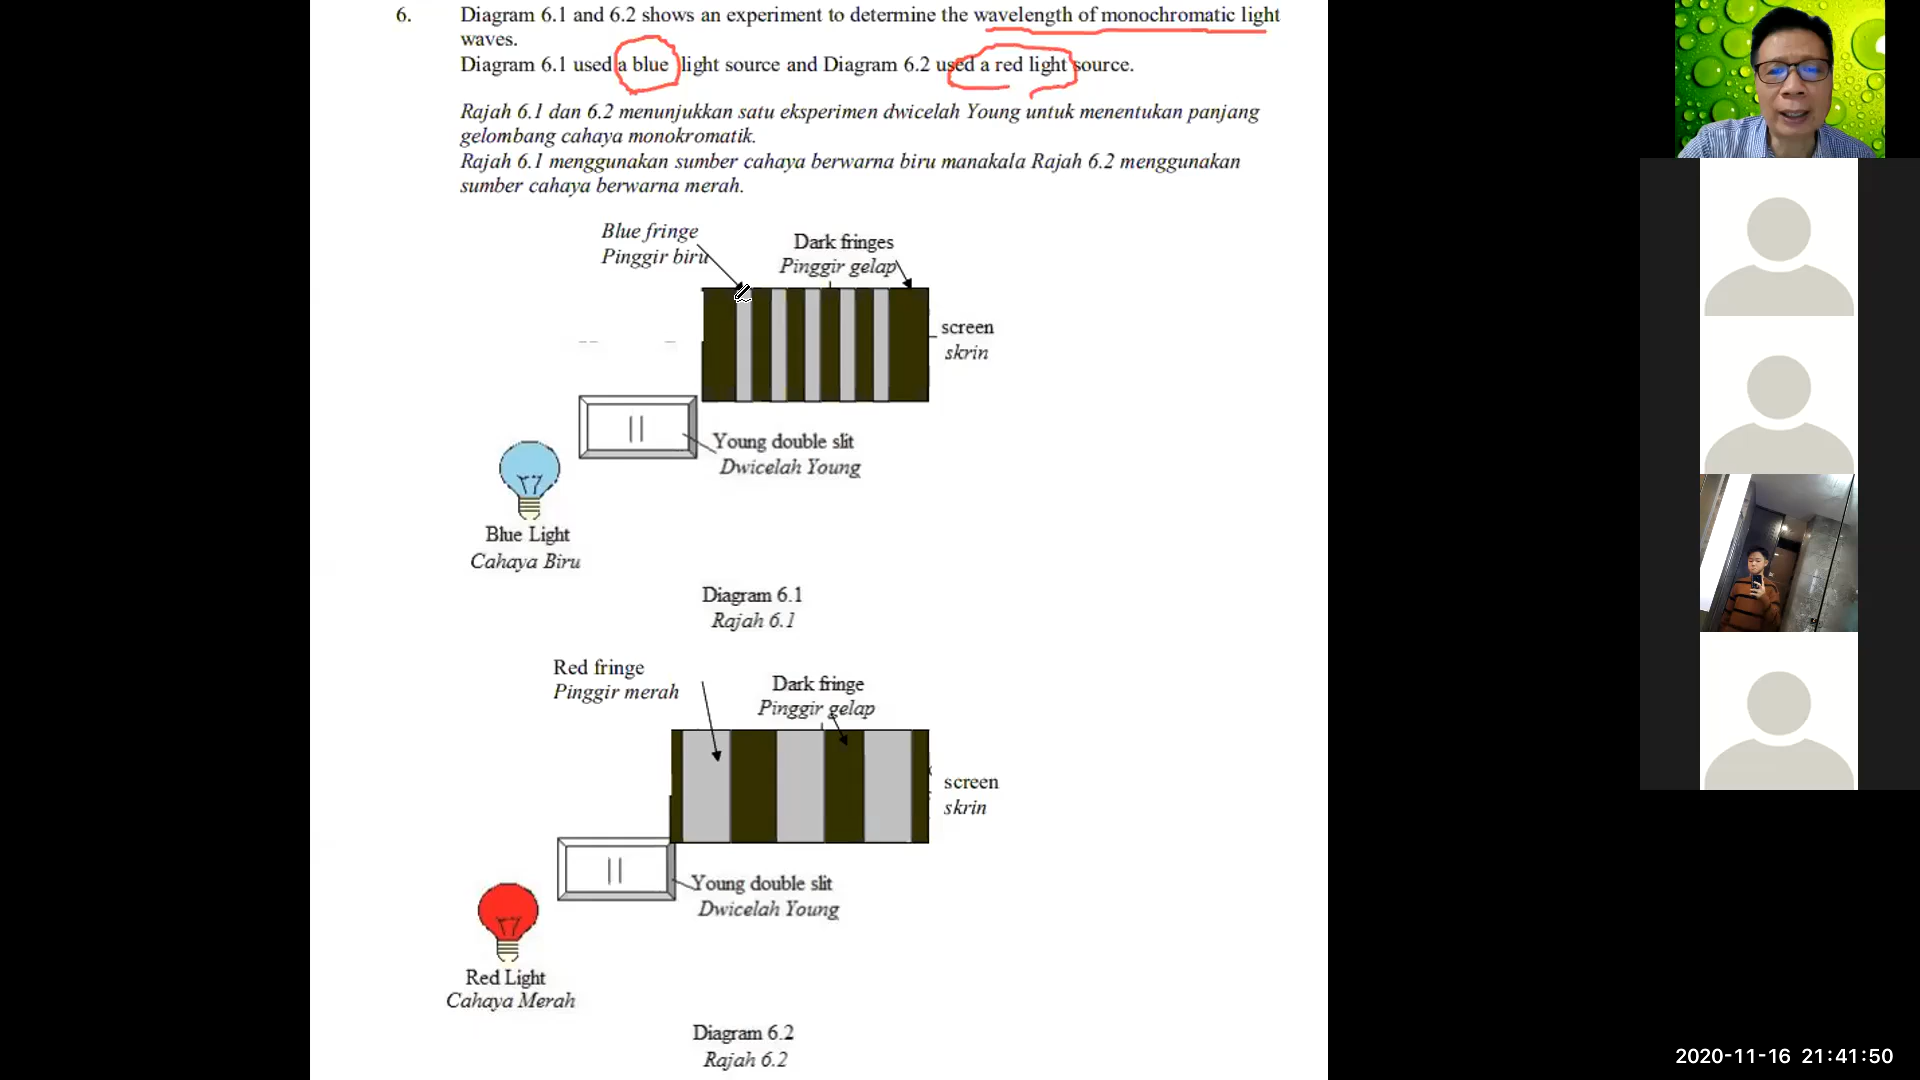 6. Diagram 6.1 and 6.2 shows an experiment to determine the wavelength of monochromatic light
waves.
Diagram 6.1 used a blue light source and Diagram 6.2 used a red light source.
Rajah 6.1 dan 6.2 menunjukkan satu eksperimen dwicelah Young untuk menentukan panjang
gelombang cahaya monokromatik.
Rajah 6.1 menggunakan sumber cahaya berwarna biru manakala Rajah 6.2 menggunakan
sumber cahaya berwarna merah.
Blue fringe
Pinggir biru
Dark fringes
Pinggir gelap
screen
skrin
Young double slit
Dwicelah Young
Blue Light
Cahaya Biru
Diagram 6.1
Rajah 6.1
Red fringe
Pinggir merah
Dark fringe
Pinggir gelap
screen
skrin
Young double slit
Dwicelah Young
Red Light
Cahaya Merah
Diagram 6.2
Rajah 6.2
2020-11-16 21:41:50